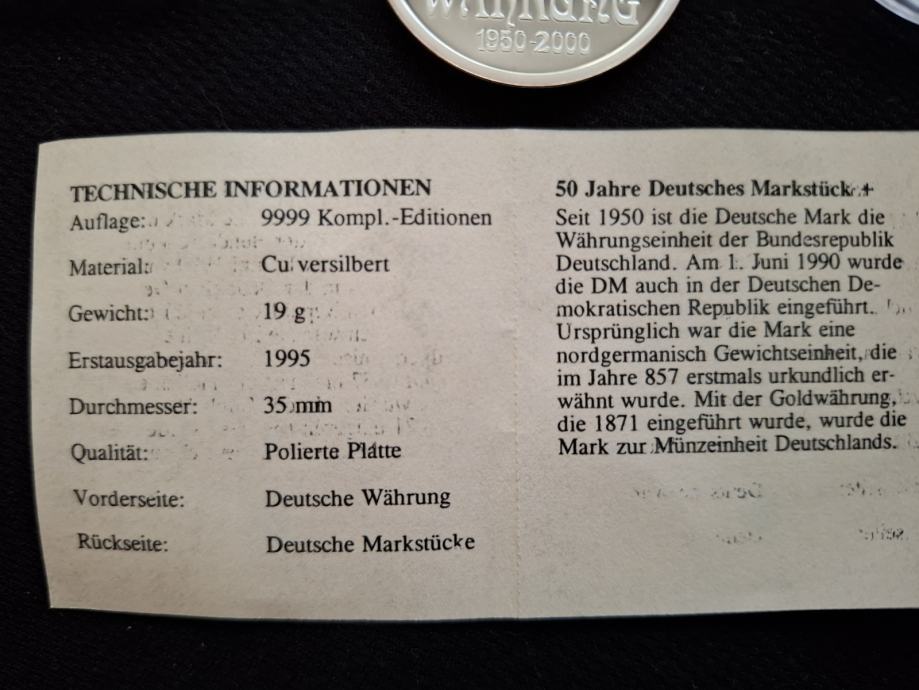 WÄHRUNG
1950-2000
TECHNISCHE INFORMATIONEN
Auflage: 9999 Kompl.-Editionen
Material: Cu versilbert
Gewicht: 19 g
Erstausgabejahr: 1995
Durchmesser: 35 mm
Qualität: Polierte Platte
Vorderseite: Deutsche Währung
Rückseite: Deutsche Markstücke
50 Jahre Deutsches Markstück
Seit 1950 ist die Deutsche Mark die
Währungseinheit der Bundesrepublik
Deutschland. Am 1. Juni 1990 wurde
die DM auch in der Deutschen De-
mokratischen Republik eingeführt.
Ursprünglich war die Mark eine
nordgermanisch Gewichtseinheit, die
im Jahre 857 erstmals urkundlich er-
wähnt wurde. Mit der Goldwährung,
die 1871 eingeführt wurde, wurde die
Mark zur Münzeinheit Deutschlands.